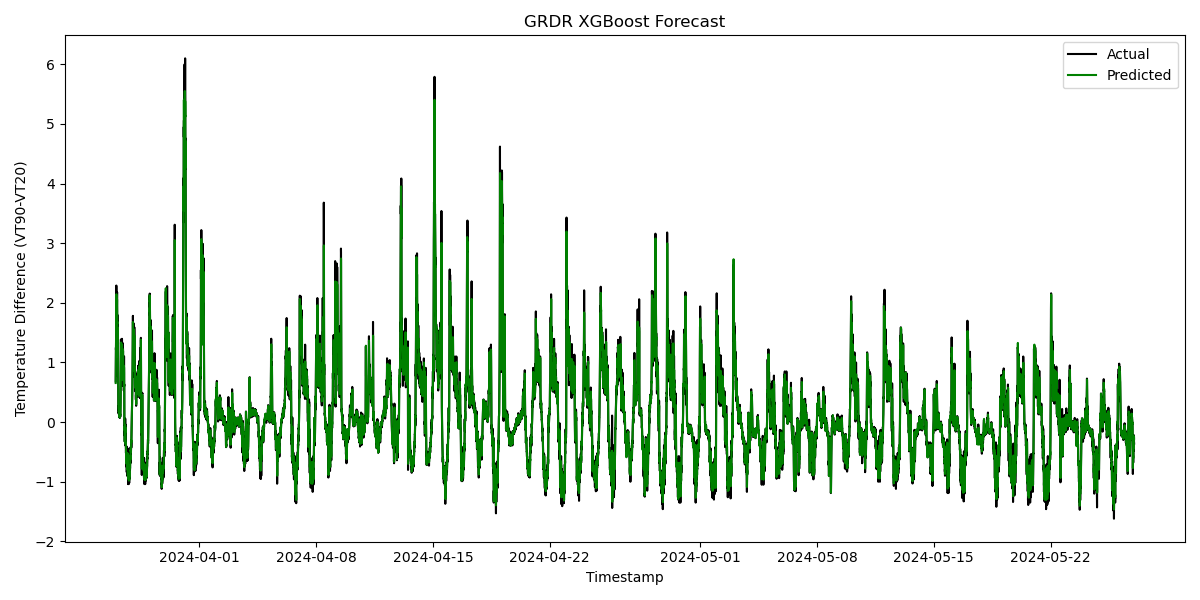 GRDR XGBoost Forecast
Actual
Predicted
Temperature Difference (VT90-VT20)
6
5
4
3
2
1
0
−1
−2
2024-04-01 2024-04-08 2024-04-15 2024-04-22 2024-05-01 2024-05-08 2024-05-15 2024-05-22
Timestamp